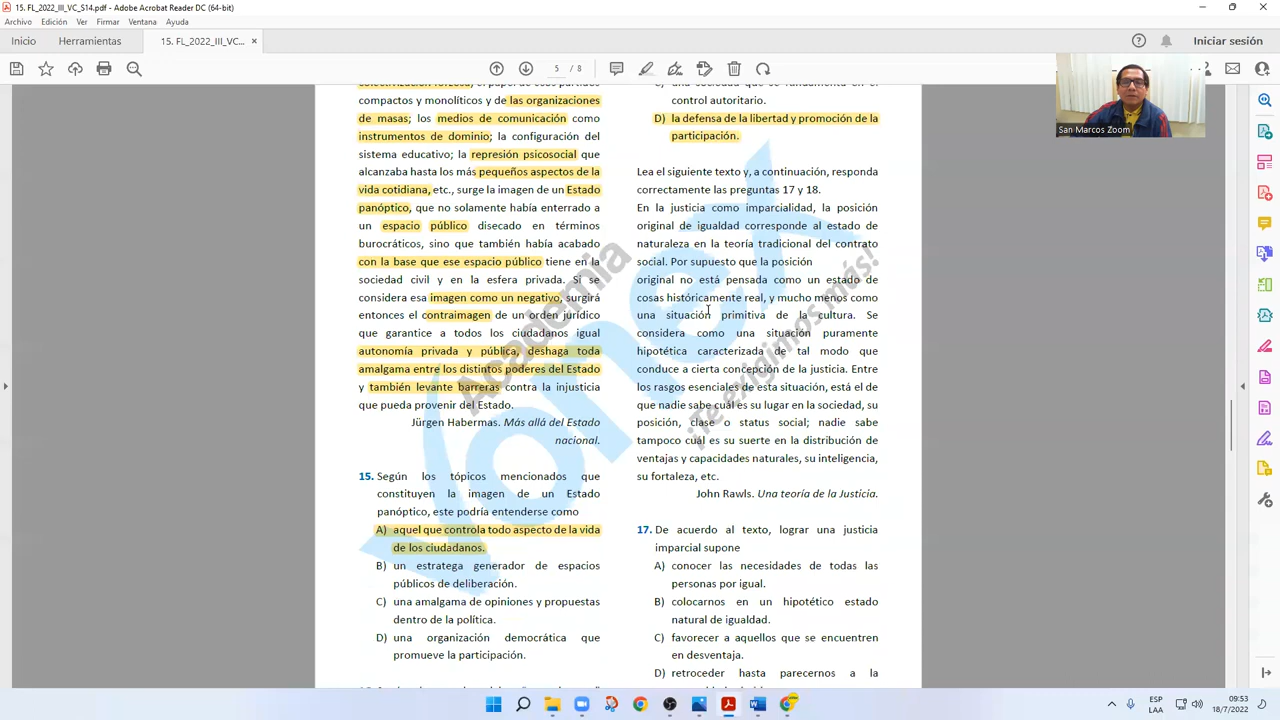 15. FL_2022_III_VC_S14.pdf - Adobe Acrobat Reader DC (64-bit)
Archivo Edición Ver Firmar Ventana Ayuda
Inicio Herramientas 15. FL_2022_III_VC... × Iniciar sesión
5 / 8
compactos y monolíticos y de las organizaciones
de masas; los medios de comunicación como
instrumentos de dominio; la configuración del
sistema educativo; la represión psicosocial que
alcanzaba hasta los más pequeños aspectos de la
vida cotidiana, etc., surge la imagen de un Estado
panóptico, que no solamente había enterrado a
un espacio público disecado en términos
burocráticos, sino que también había acabado
con la base que ese espacio público tiene en la
sociedad civil y en la esfera privada. Si se
considera esa imagen como un negativo, surgirá
entonces el contraimagen de un orden jurídico
que garantice a todos los ciudadanos igual
autonomía privada y pública, deshaga toda
amalgama entre los distintos poderes del Estado
y también levante barreras contra la injusticia
que pueda provenir del Estado.
Jürgen Habermas. Más allá del Estado
nacional.
15. Según los tópicos mencionados que
constituyen la imagen de un Estado
panóptico, este podría entenderse como
A) aquel que controla todo aspecto de la vida
de los ciudadanos.
B) un estratega generador de espacios
públicos de deliberación.
C) una amalgama de opiniones y propuestas
dentro de la política.
D) una organización democrática que
promueve la participación.
control autoritario.
D) la defensa de la libertad y promoción de la
participación.
Lea el siguiente texto y, a continuación, responda
correctamente las preguntas 17 y 18.
En la justicia como imparcialidad, la posición
original de igualdad corresponde al estado de
naturaleza en la teoría tradicional del contrato
social. Por supuesto que la posición
original no está pensada como un estado de
cosas históricamente real, y mucho menos como
una situación primitiva de la cultura. Se
considera como una situación puramente
hipotética caracterizada de tal modo que
conduce a cierta concepción de la justicia. Entre
los rasgos esenciales de esta situación, está el de
que nadie sabe cuál es su lugar en la sociedad, su
posición, clase o status social; nadie sabe
tampoco cuál es su suerte en la distribución de
ventajas y capacidades naturales, su inteligencia,
su fortaleza, etc.
John Rawls. Una teoría de la Justicia.
17. De acuerdo al texto, lograr una justicia
imparcial supone
A) conocer las necesidades de todas las
personas por igual.
B) colocarnos en un hipotético estado
natural de igualdad.
C) favorecer a aquellos que se encuentren
en desventaja.
D) retroceder hasta parecernos a la
Academia
Vonex
¡Te exigimos más!
San Marcos Zoom
ESP
LAA
09:53
18/7/2022